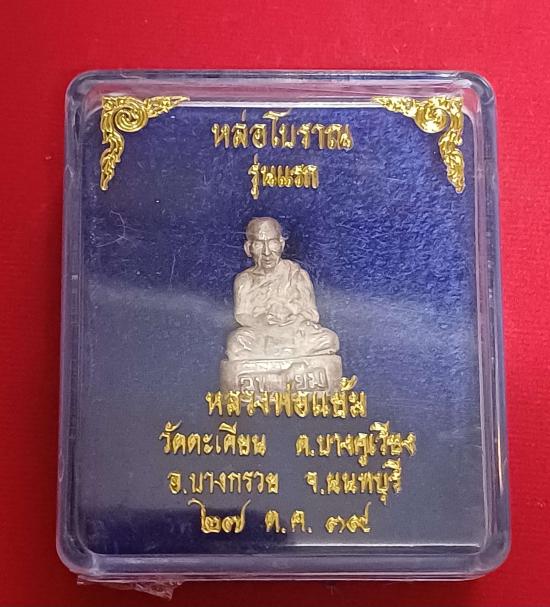 หล่อโบราณ
รุ่นแรก
หลวงพ่อแย้ม
วัดตะเคียน ต.บางคูเวียง
อ.บางกรวย จ.นนทบุรี
๒๗ ต.ค. ๓๙